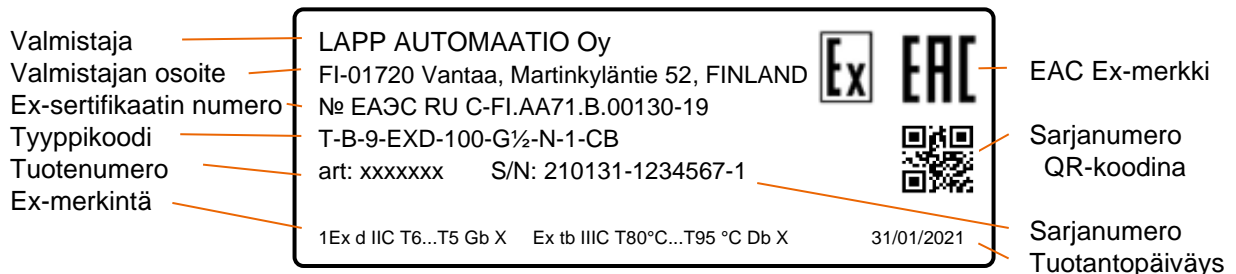 Valmistaja
Valmistajan osoite
Ex-sertifikaatin numero
Tyyppikoodi
Tuotenumero
Ex-merkintä
LAPP AUTOMAATIO Oy
FI-01720 Vantaa, Martinkyläntie 52, FINLAND
№ ЕАЭС RU C-FI.AA71.B.00130-19
T-B-9-EXD-100-G½-N-1-CB
art: xxxxxxx S/N: 210131-1234567-1
1Ex d IIC T6...T5 Gb X Ex tb IIIC T80°C...T95 °C Db X 31/01/2021
Ex EAC
EAC Ex-merkki
Sarjanumero
QR-koodina
Sarjanumero
Tuotantopäiväys